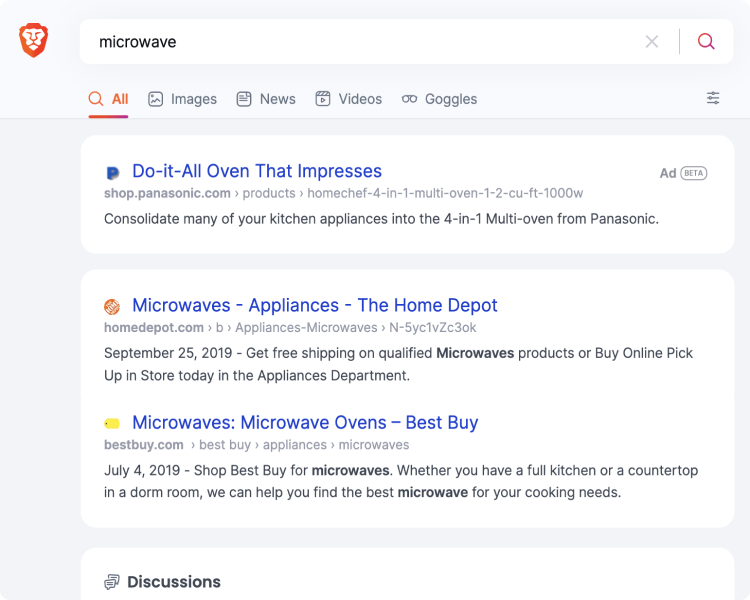 microwave
All Images News Videos Goggles
Do-it-All Oven That Impresses Ad BETA
shop.panasonic.com › products › homechef-4-in-1-multi-oven-1-2-cu-ft-1000w
Consolidate many of your kitchen appliances into the 4-in-1 Multi-oven from Panasonic.
Microwaves - Appliances - The Home Depot
homedepot.com › b › Appliances-Microwaves › N-5yc1vZc3ok
September 25, 2019 - Get free shipping on qualified Microwaves products or Buy Online Pick
Up in Store today in the Appliances Department.
Microwaves: Microwave Ovens – Best Buy
bestbuy.com › best buy › appliances › microwaves
July 4, 2019 - Shop Best Buy for microwaves. Whether you have a full kitchen or a countertop
in a dorm room, we can help you find the best microwave for your cooking needs.
Discussions